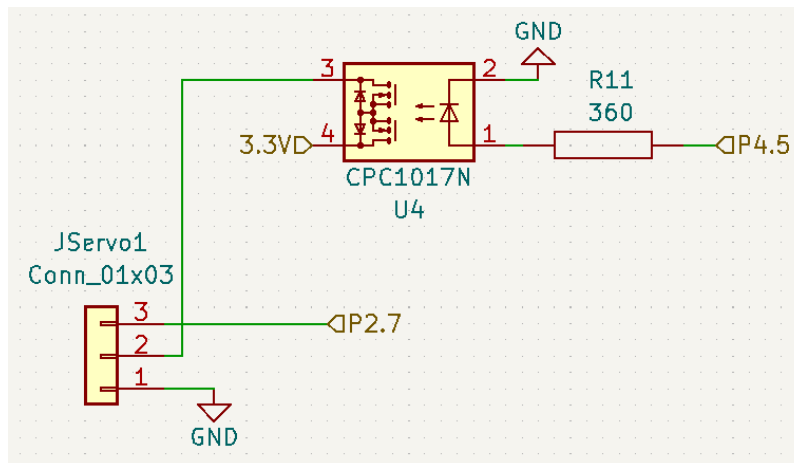 GND
3
2
R11
360
3.3V
4
1
P4.5
CPC1017N
U4
JServo1
Conn_01x03
3
P2.7
2
1
GND